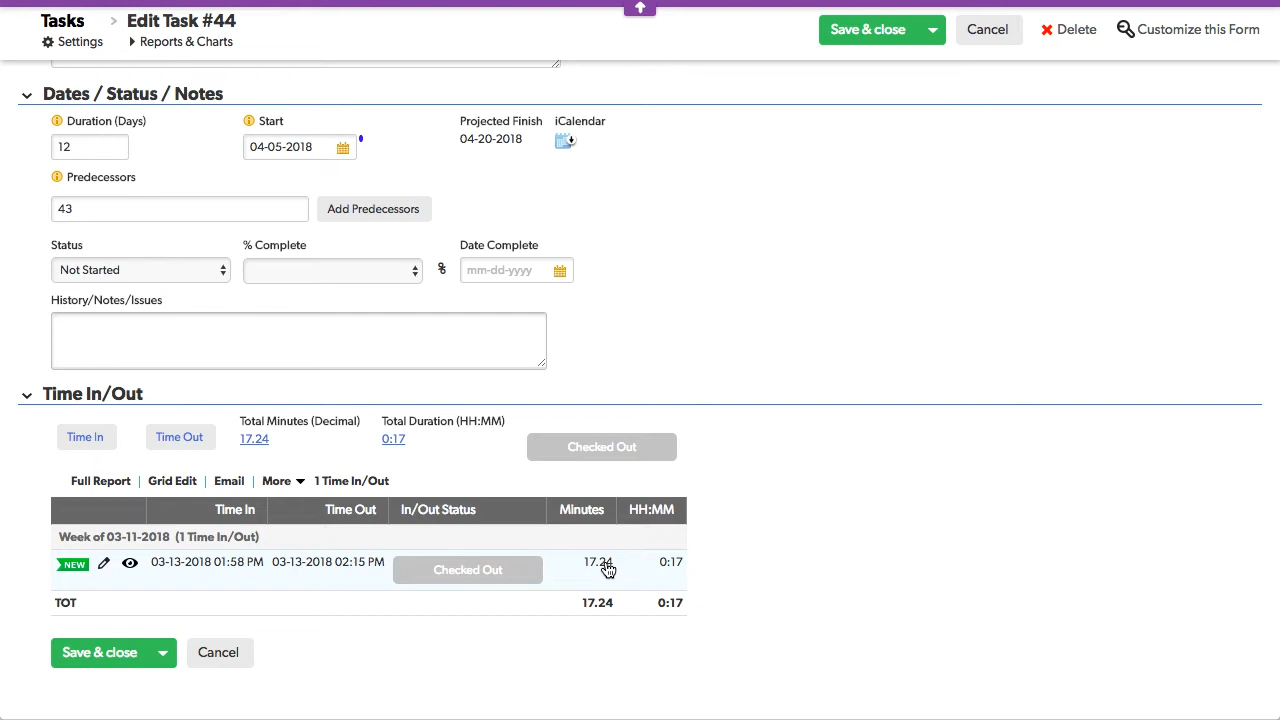 Tasks > Edit Task #44
Settings Reports & Charts
Save & close Cancel Delete Customize this Form
Dates / Status / Notes
Duration (Days) Start Projected Finish iCalendar
12 04-05-2018 04-20-2018
Predecessors
43 Add Predecessors
Status % Complete Date Complete
Not Started % mm-dd-yyyy
History/Notes/Issues
Time In/Out
Total Minutes (Decimal) Total Duration (HH:MM)
Time In Time Out 17.24 0:17 Checked Out
Full Report | Grid Edit | Email | More 1 Time In/Out
Time In Time Out In/Out Status Minutes HH:MM
Week of 03-11-2018 (1 Time In/Out)
NEW 03-13-2018 01:58 PM 03-13-2018 02:15 PM Checked Out 17.24 0:17
TOT 17.24 0:17
Save & close Cancel